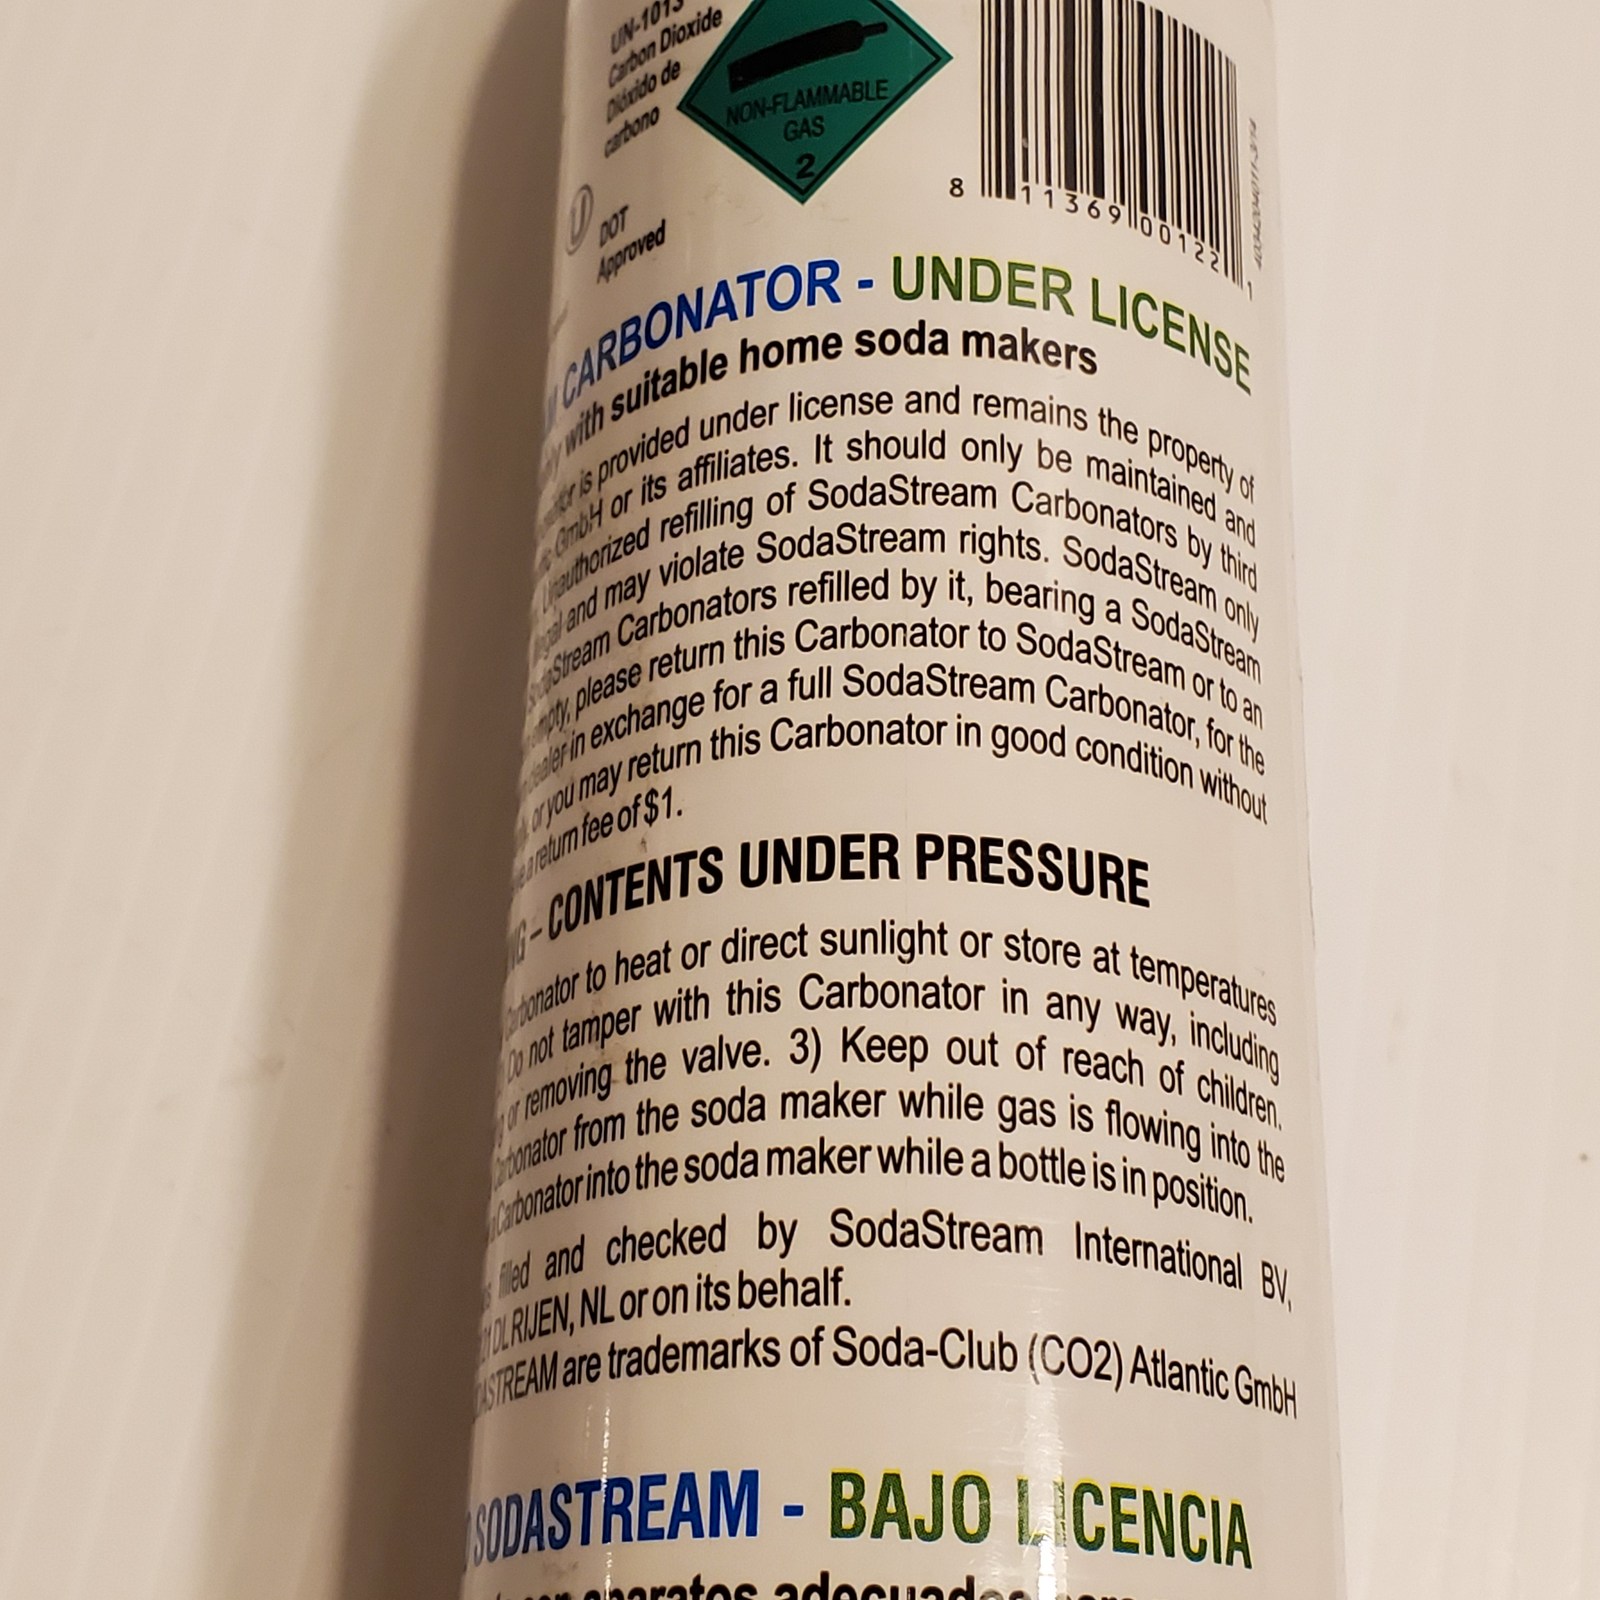 UN-1013
Carbon Dioxide
Dióxido de
carbono
NON-FLAMMABLE
GAS
2
U
DOT
Approved
8 11369 00122 1
CARBONATOR - UNDER LICENSE
with suitable home soda makers
is provided under license and remains the property of
GmbH or its affiliates. It should only be maintained and
Unauthorized refilling of SodaStream Carbonators by third
and may violate SodaStream rights. SodaStream only
SodaStream Carbonators refilled by it, bearing a SodaStream
please return this Carbonator to SodaStream or to an
dealer in exchange for a full SodaStream Carbonator, for the
or you may return this Carbonator in good condition without
a return fee of $1.
– CONTENTS UNDER PRESSURE
Carbonator to heat or direct sunlight or store at temperatures
Do not tamper with this Carbonator in any way, including
or removing the valve. 3) Keep out of reach of children.
Carbonator from the soda maker while gas is flowing into the
Carbonator into the soda maker while a bottle is in position.
filled and checked by SodaStream International BV,
DL RIJEN, NL or on its behalf.
are trademarks of Soda-Club (CO2) Atlantic GmbH
SODASTREAM - BAJO LICENCIA
aparatos